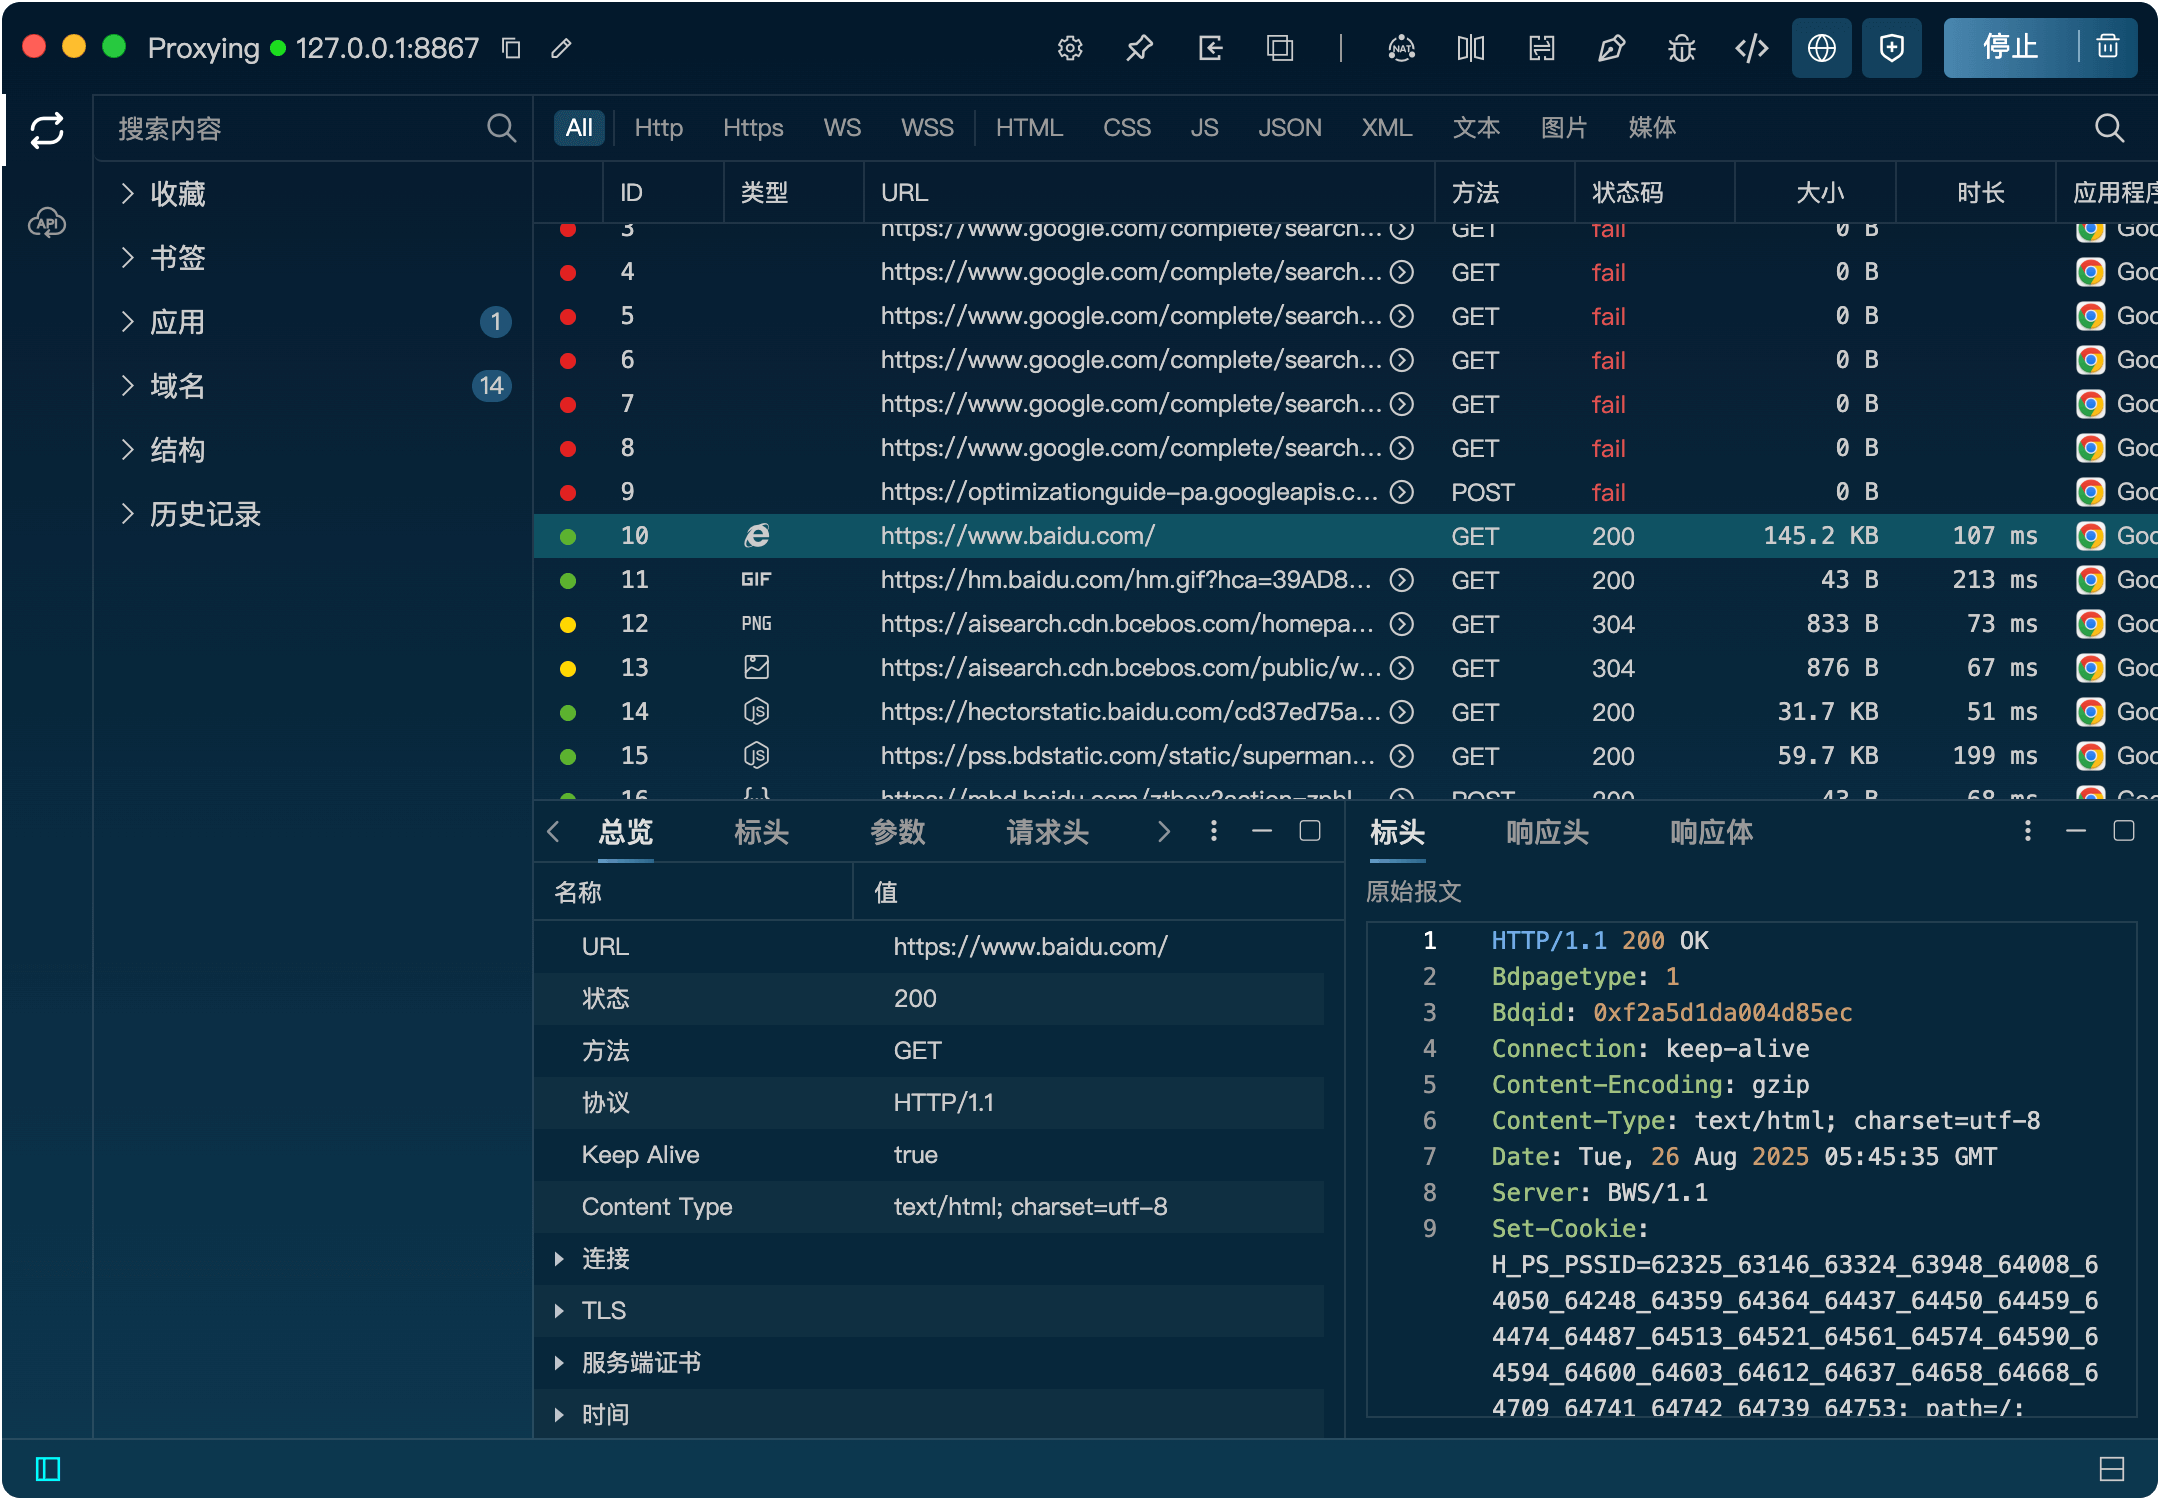 Proxying 127.0.0.1:8867
NAT
停止
搜索内容
All Http Https WS WSS HTML CSS JS JSON XML 文本 图片 媒体
API
收藏
书签
应用 1
域名 14
结构
历史记录
ID 类型 URL 方法 状态码 大小 时长 应用程序
3 https://www.google.com/complete/search... GET fail 0 B Goo
4 https://www.google.com/complete/search... GET fail 0 B Goo
5 https://www.google.com/complete/search... GET fail 0 B Goo
6 https://www.google.com/complete/search... GET fail 0 B Goo
7 https://www.google.com/complete/search... GET fail 0 B Goo
8 https://www.google.com/complete/search... GET fail 0 B Goo
9 https://optimizationguide-pa.googleapis.c... POST fail 0 B Goo
10 https://www.baidu.com/ GET 200 145.2 KB 107 ms Goo
11 GIF https://hm.baidu.com/hm.gif?hca=39AD8... GET 200 43 B 213 ms Goo
12 PNG https://aisearch.cdn.bcebos.com/homepa... GET 304 833 B 73 ms Goo
13 https://aisearch.cdn.bcebos.com/public/w... GET 304 876 B 67 ms Goo
14 JS https://hectorstatic.baidu.com/cd37ed75a... GET 200 31.7 KB 51 ms Goo
15 JS https://pss.bdstatic.com/static/superman... GET 200 59.7 KB 199 ms Goo
16 POST 200 43 B 68 ms
总览 标头 参数 请求头
名称 值
URL https://www.baidu.com/
状态 200
方法 GET
协议 HTTP/1.1
Keep Alive true
Content Type text/html; charset=utf-8
连接
TLS
服务端证书
时间
标头 响应头 响应体
原始报文
1 HTTP/1.1 200 OK
2 Bdpagetype: 1
3 Bdqid: 0xf2a5d1da004d85ec
4 Connection: keep-alive
5 Content-Encoding: gzip
6 Content-Type: text/html; charset=utf-8
7 Date: Tue, 26 Aug 2025 05:45:35 GMT
8 Server: BWS/1.1
9 Set-Cookie:
H_PS_PSSID=62325_63146_63324_63948_64008_6
4050_64248_64359_64364_64437_64450_64459_6
4474_64487_64513_64521_64561_64574_64590_6
4594_64600_64603_64612_64637_64658_64668_6
4709_64741_64742_64739_64753; path=/;